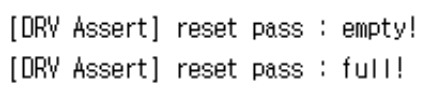 [DRV Assert] reset pass : empty!
[DRV Assert] reset pass : full!